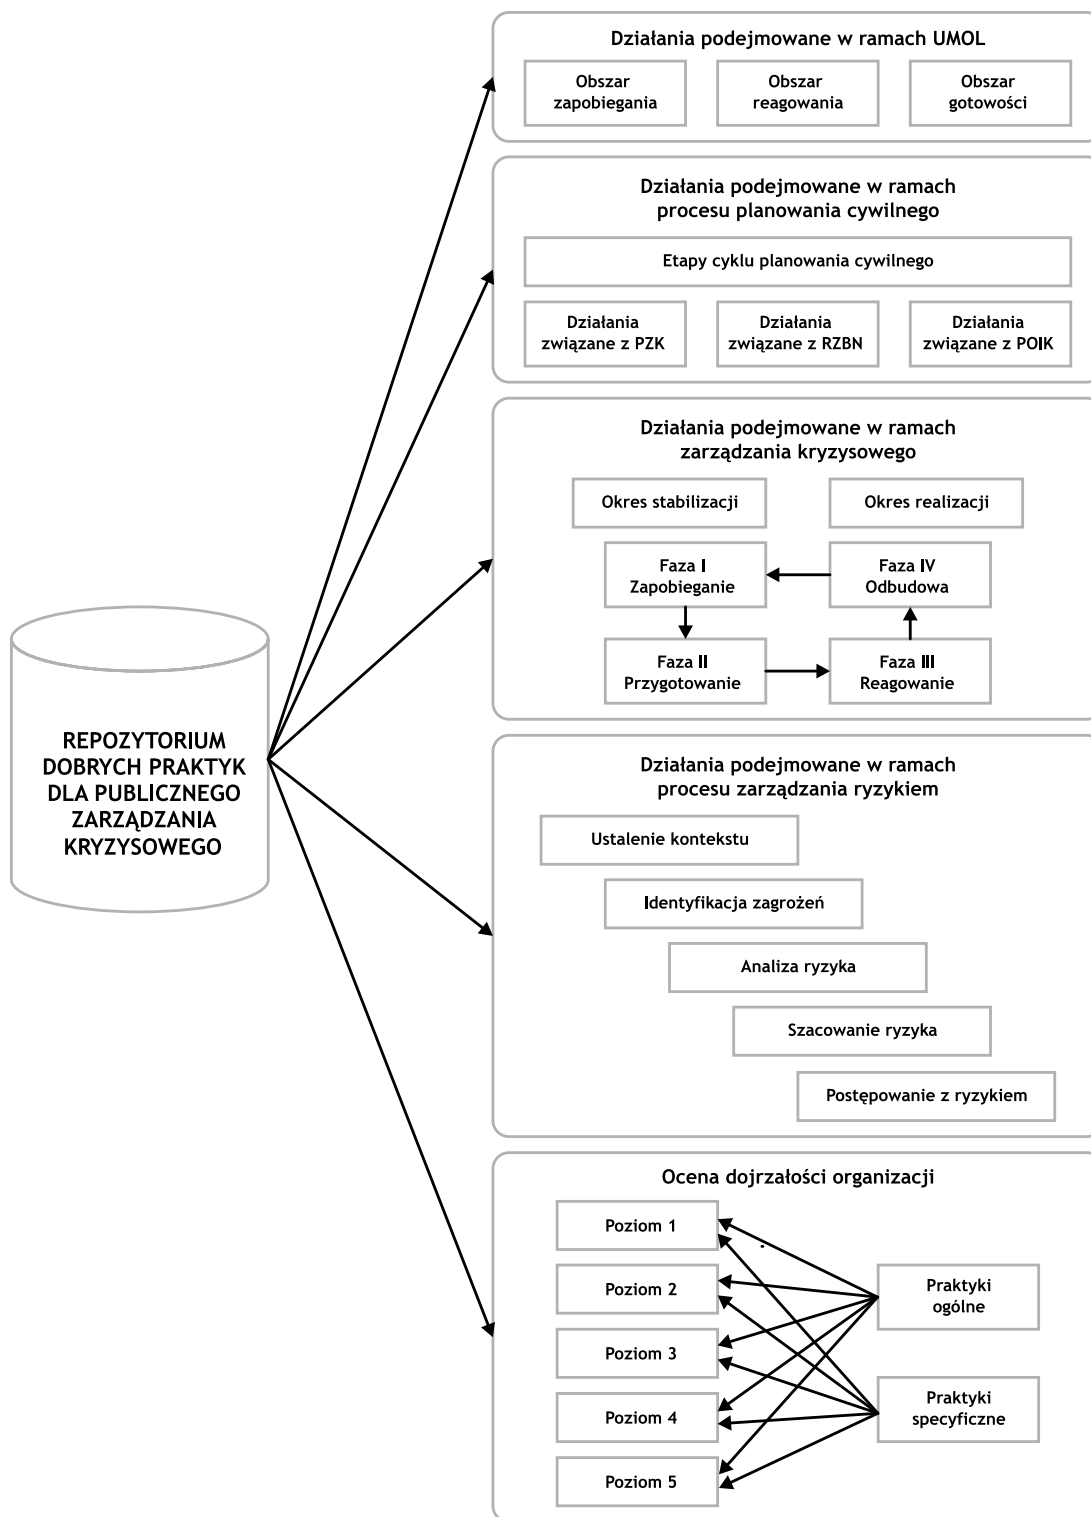 Działania podejmowane w ramach UMOL
Obszar
zapobiegania
Obszar
reagowania
Obszar
gotowości
Działania podejmowane w ramach
procesu planowania cywilnego
Etapy cyklu planowania cywilnego
Działania
związane z PZK
Działania
związane z RZBN
Działania
związane z POIK
Działania podejmowane w ramach
zarządzania kryzysowego
Okres stabilizacji
Okres realizacji
Faza I
Zapobieganie
Faza IV
Odbudowa
Faza II
Przygotowanie
Faza III
Reagowanie
REPOZYTORIUM
DOBRYCH PRAKTYK
DLA PUBLICZNEGO
ZARZĄDZANIA
KRYZYSOWEGO
Działania podejmowane w ramach
procesu zarządzania ryzykiem
Ustalenie kontekstu
Identyfikacja zagrożeń
Analiza ryzyka
Szacowanie ryzyka
Postępowanie z ryzykiem
Ocena dojrzałości organizacji
Poziom 1
Poziom 2
Poziom 3
Poziom 4
Poziom 5
Praktyki
ogólne
Praktyki
specyficzne